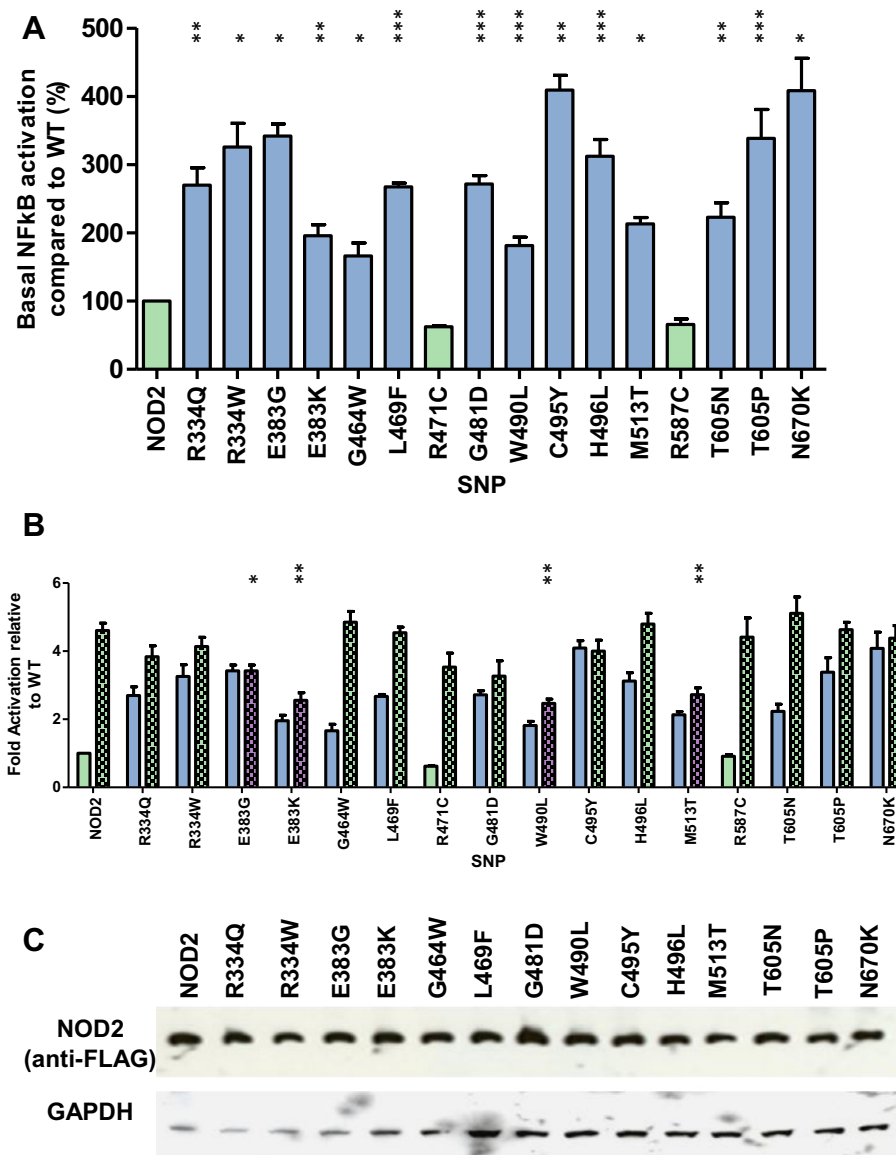 A
** * * ** * *** *** *** ** *** * ** *** *
Basal NFkB activation
compared to WT (%)
500
400
300
200
100
0
NOD2 R334Q R334W E383G E383K G464W L469F R471C G481D W490L C495Y H496L M513T R587C T605N T605P N670K
SNP
B
* ** ** **
Fold Activation relative
to WT
6
4
2
0
NOD2 R334Q R334W E383G E383K G464W L469F R471C G481D W490L C495Y H496L M513T R587C T605N T605P N670K
SNP
C
NOD2 R334Q R334W E383G E383K G464W L469F G481D W490L C495Y H496L M513T T605N T605P N670K
NOD2
(anti-FLAG)
GAPDH